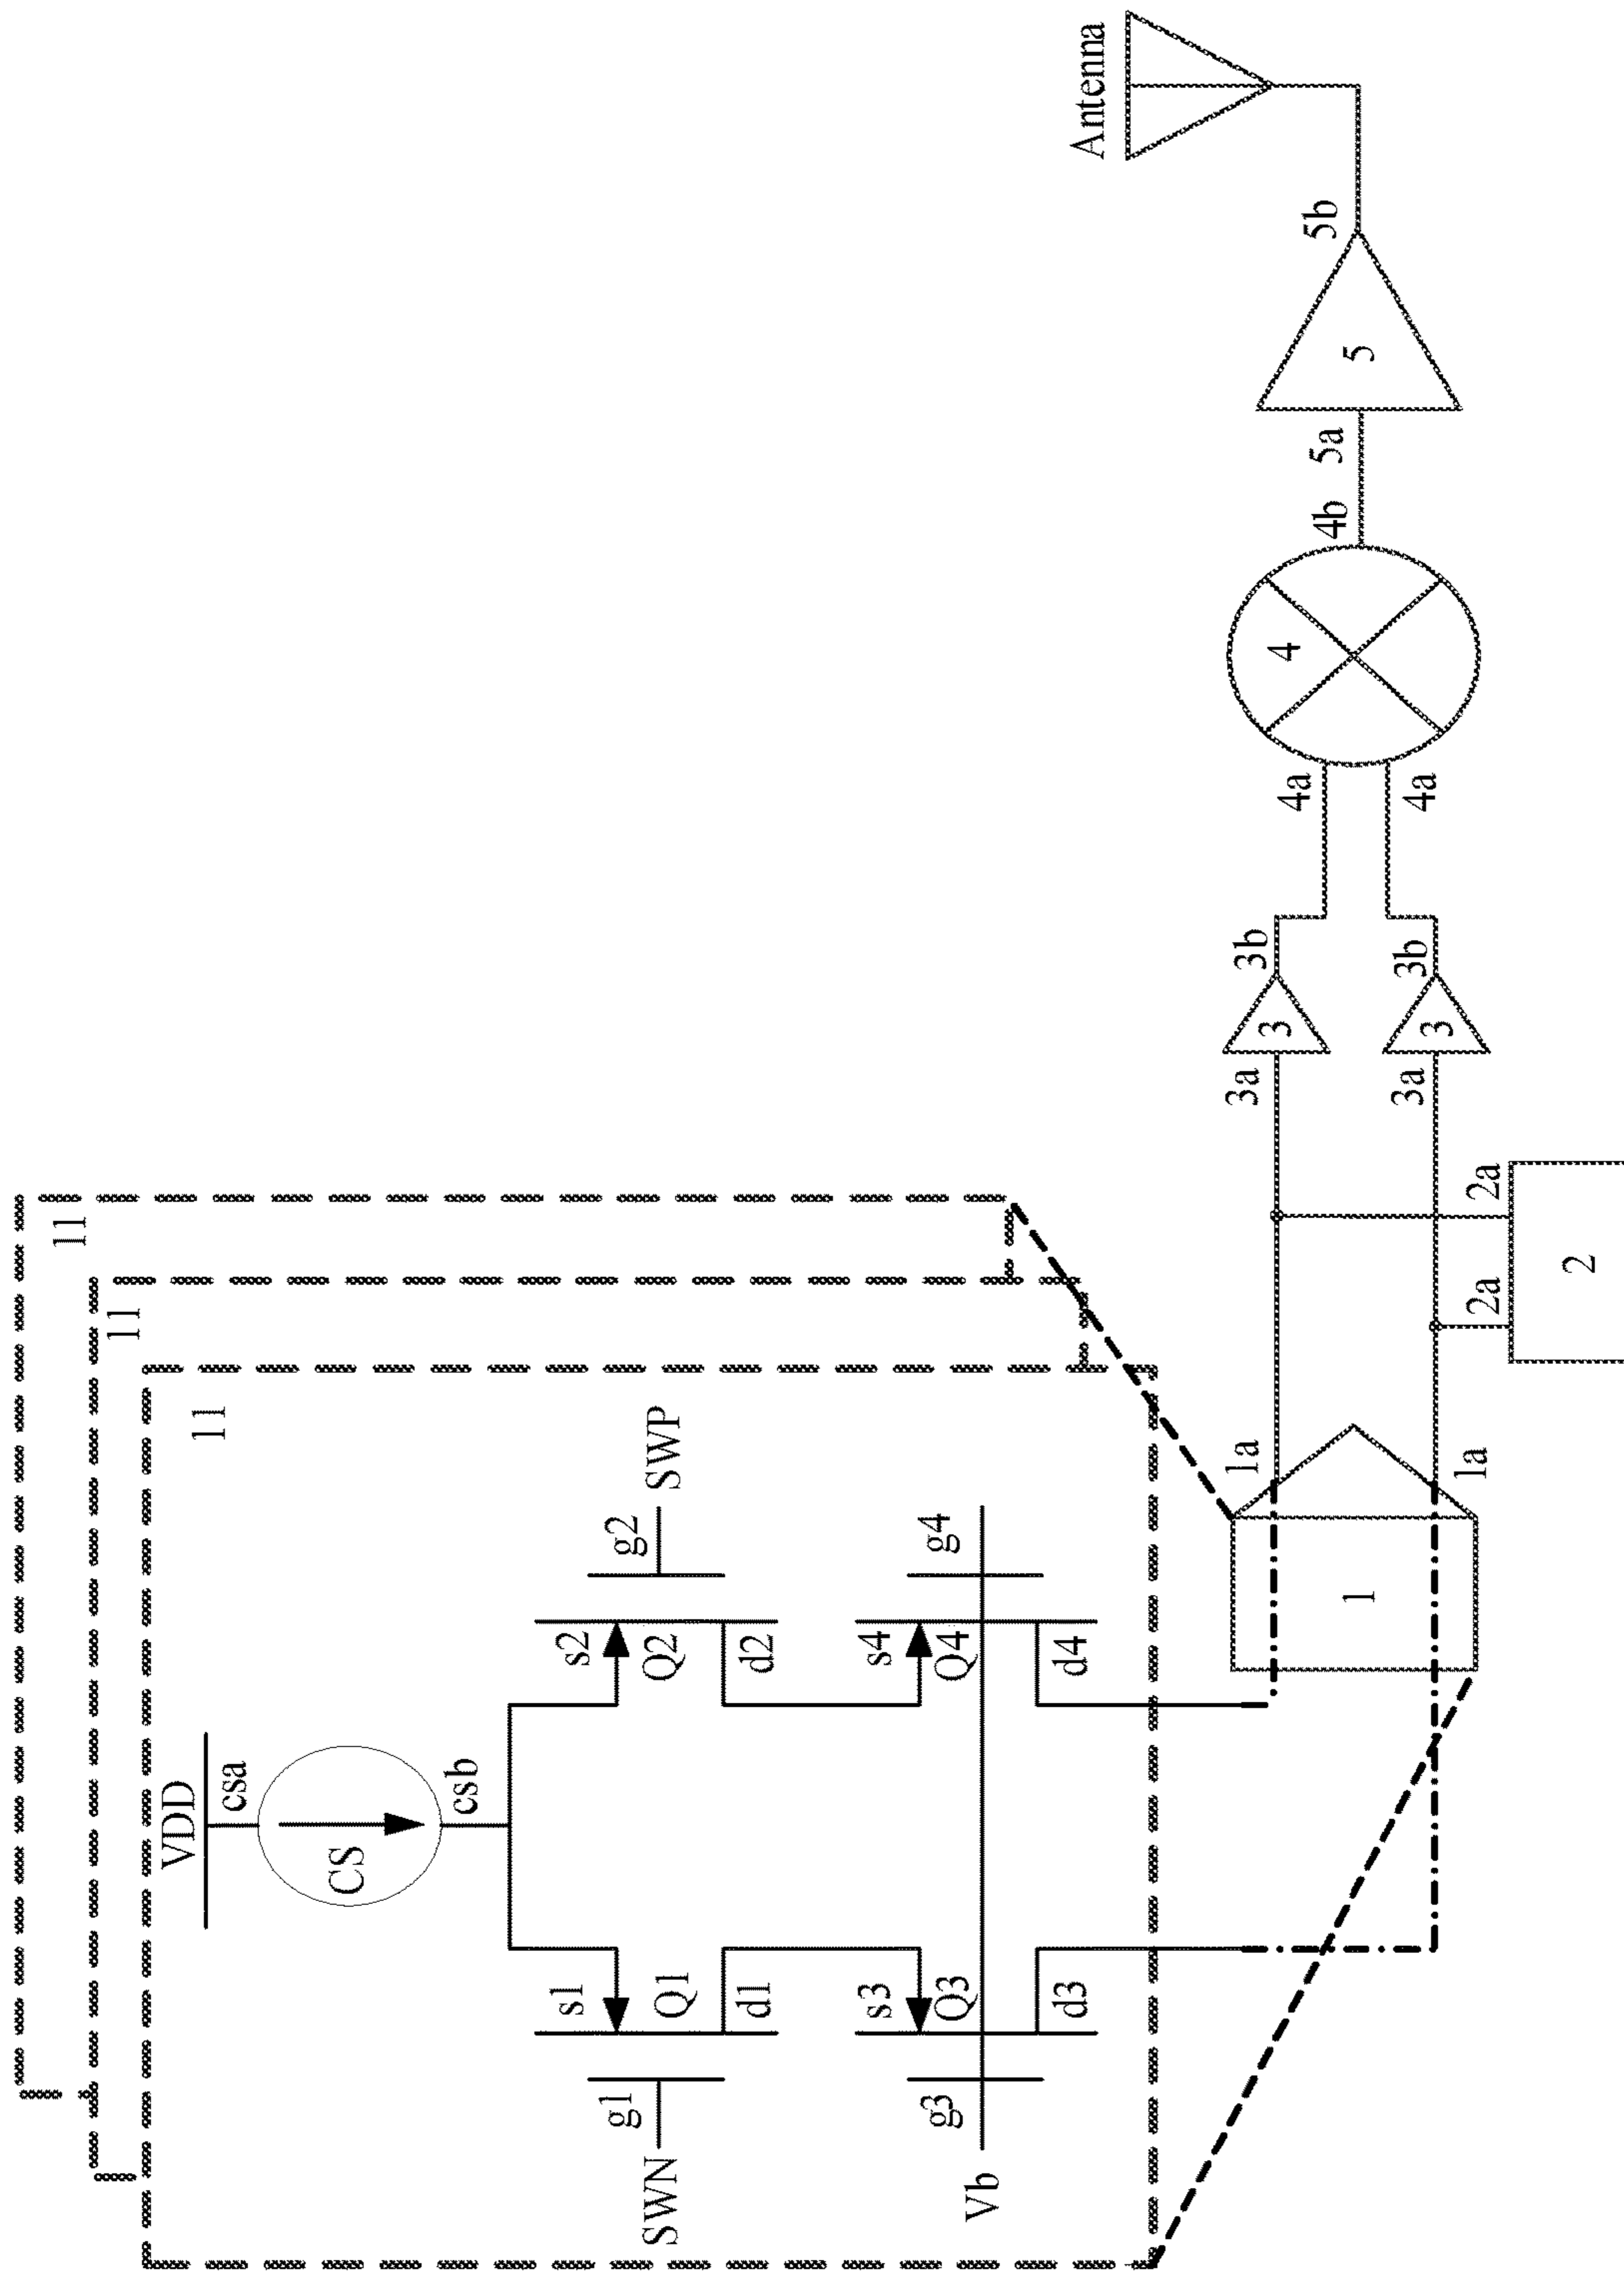 VDD
csa
CS
csb
11
11
11
s1
s2
g1
Q1
Q2
g2
SWN
SWP
d1
d2
s3
s4
g3
Q3
Q4
g4
Vb
d3
d4
Antenna
1
1a
1a
2a
2a
2
3a
3
3b
3a
3
3b
4a
4a
4
4b
5a
5
5b